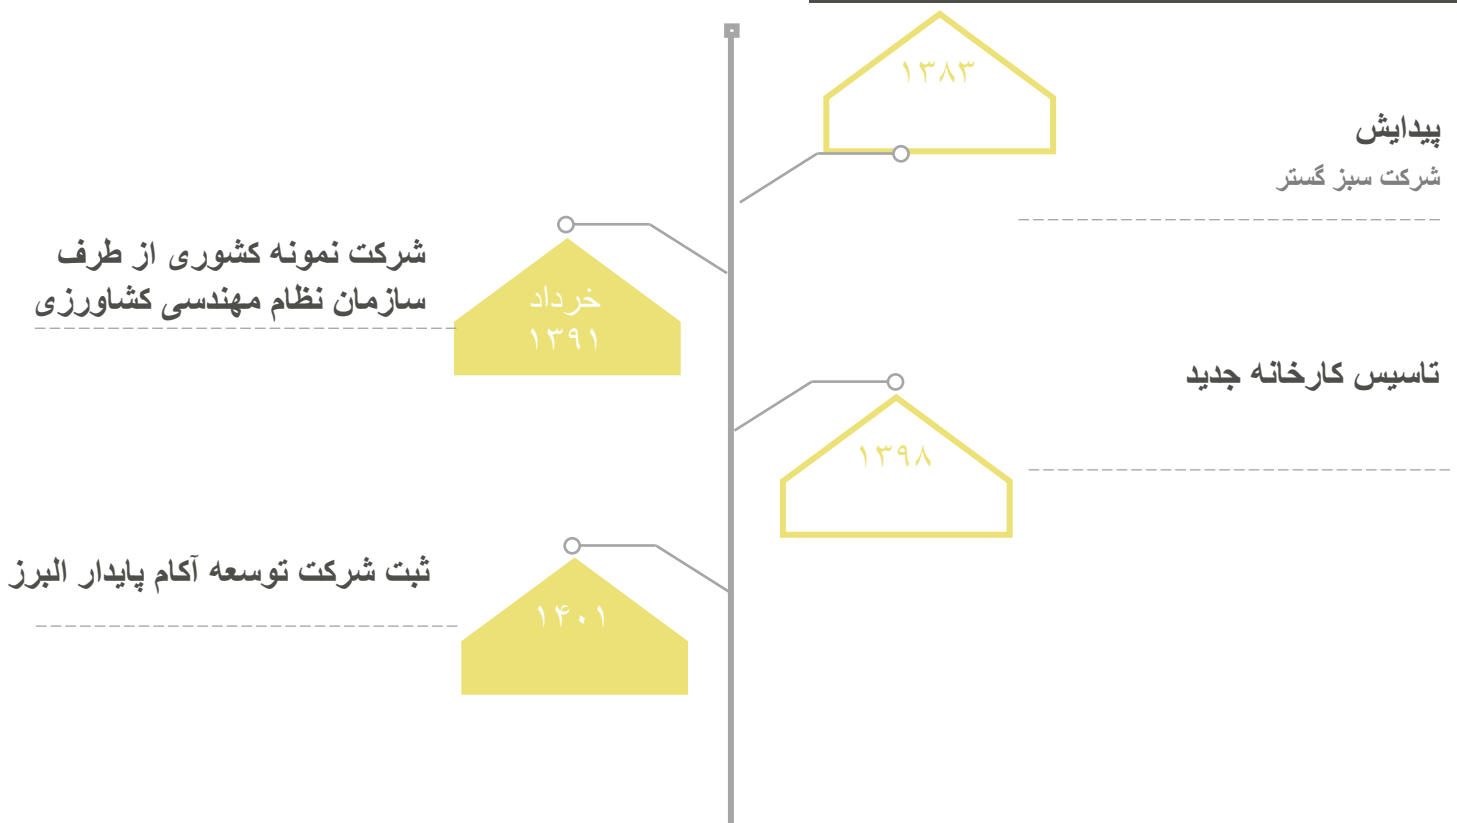 ۱۳۸۳
پیدایش
شرکت سبز گستر
شرکت نمونه کشوری از طرف
سازمان نظام مهندسی کشاورزی
خرداد
۱۳۹۱
تاسیس کارخانه جدید
۱۳۹۸
ثبت شرکت توسعه آکام پایدار البرز
۱۴۰۱